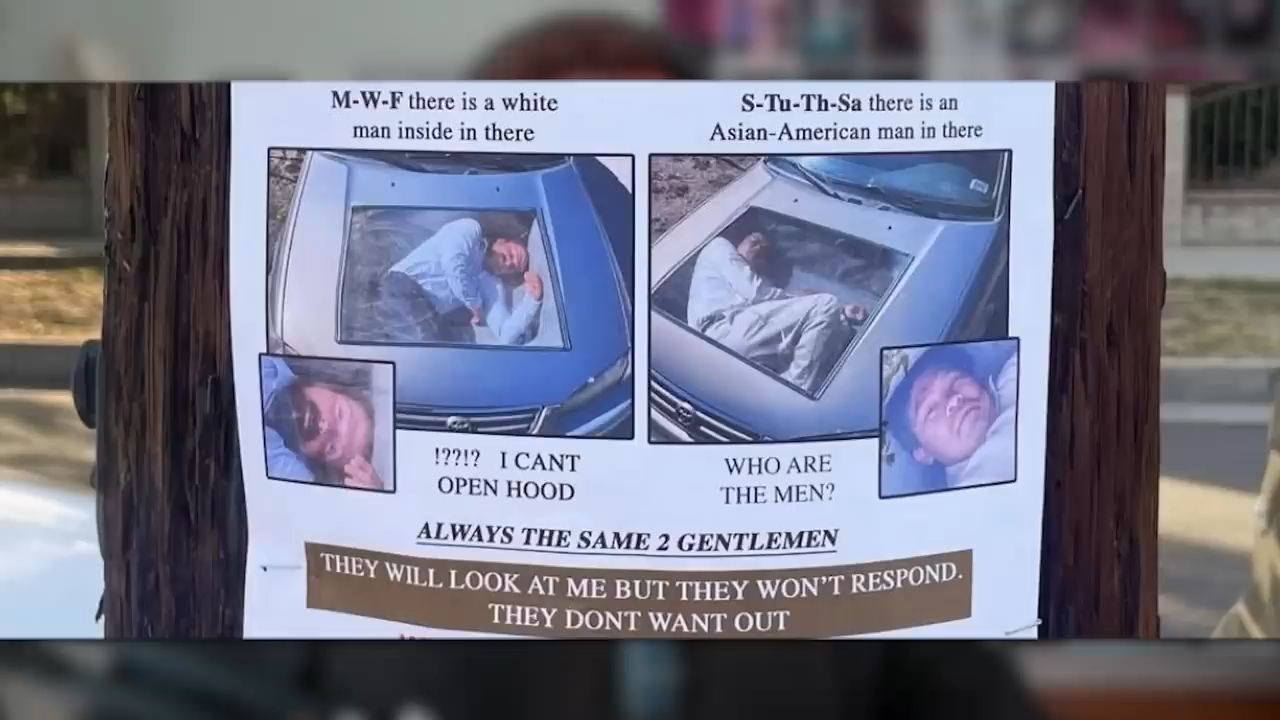 M-W-F there is a white
man inside in there
S-Tu-Th-Sa there is an
Asian-American man in there
!??!? I CANT
OPEN HOOD
WHO ARE
THE MEN?
ALWAYS THE SAME 2 GENTLEMEN
THEY WILL LOOK AT ME BUT THEY WON'T RESPOND.
THEY DONT WANT OUT